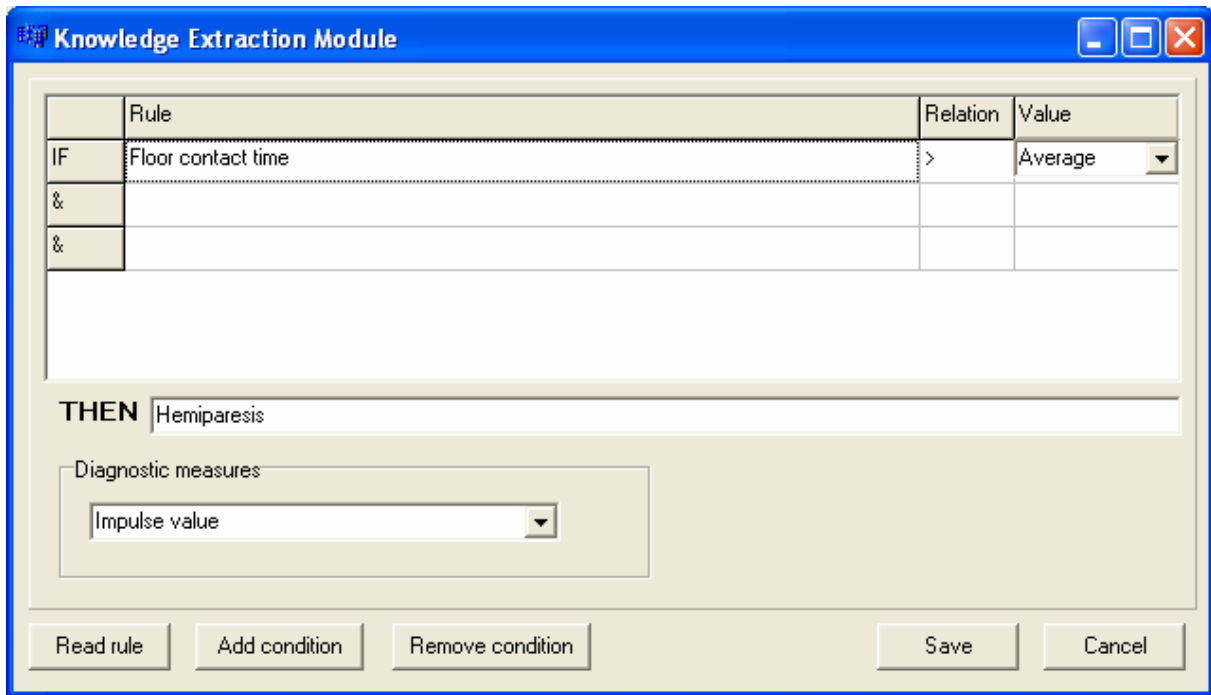 Knowledge Extraction Module
Rule Relation Value
IF Floor contact time > Average
&
&
THEN Hemiparesis
Diagnostic measures
Impulse value
Read rule Add condition Remove condition Save Cancel